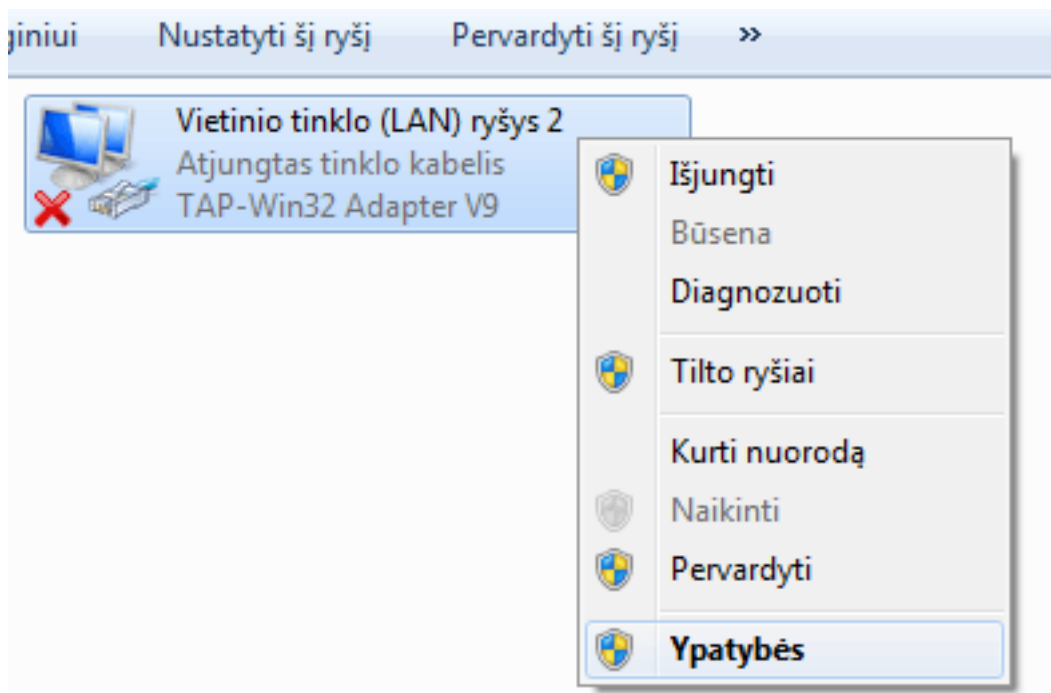 Nustatyti šį ryšį Pervardyti šį ryšį »
Vietinio tinklo (LAN) ryšys 2
Atjungtas tinklo kabelis
TAP-Win32 Adapter V9
Išjungti
Būsena
Diagnozuoti
Tilto ryšiai
Kurti nuorodą
Naikinti
Pervardyti
Ypatybės